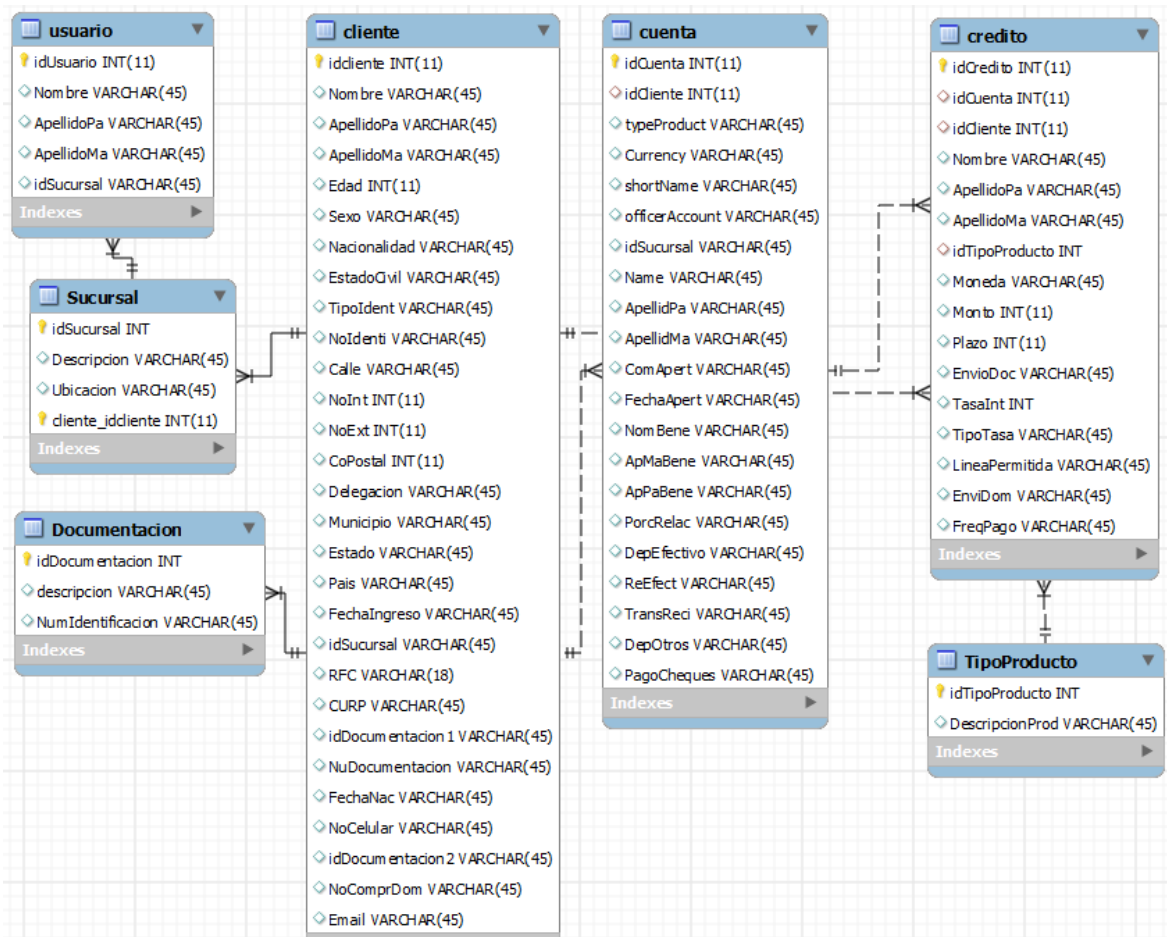 usuario
idUsuario INT(11)
Nombre VARCHAR(45)
ApellidoPa VARCHAR(45)
ApellidoMa VARCHAR(45)
idSucursal VARCHAR(45)
Indexes
Sucursal
idSucursal INT
Descripcion VARCHAR(45)
Ubicacion VARCHAR(45)
cliente_idcliente INT(11)
Indexes
Documentacion
idDocumentacion INT
descripcion VARCHAR(45)
NumIdentificacion VARCHAR(45)
Indexes
cliente
idcliente INT(11)
Nombre VARCHAR(45)
ApellidoPa VARCHAR(45)
ApellidoMa VARCHAR(45)
Edad INT(11)
Sexo VARCHAR(45)
Nacionalidad VARCHAR(45)
EstadoCivil VARCHAR(45)
TipoIdent VARCHAR(45)
NoIdenti VARCHAR(45)
Calle VARCHAR(45)
NoInt INT(11)
NoExt INT(11)
CoPostal INT(11)
Delegacion VARCHAR(45)
Municipio VARCHAR(45)
Estado VARCHAR(45)
Pais VARCHAR(45)
FechaIngreso VARCHAR(45)
idSucursal VARCHAR(45)
RFC VARCHAR(18)
CURP VARCHAR(45)
idDocumentacion1 VARCHAR(45)
NuDocumentacion VARCHAR(45)
FechaNac VARCHAR(45)
NoCelular VARCHAR(45)
idDocumentacion2 VARCHAR(45)
NoComprDom VARCHAR(45)
Email VARCHAR(45)
cuenta
idCuenta INT(11)
idCliente INT(11)
typeProduct VARCHAR(45)
Currency VARCHAR(45)
shortName VARCHAR(45)
officerAccount VARCHAR(45)
idSucursal VARCHAR(45)
Name VARCHAR(45)
ApellidPa VARCHAR(45)
ApellidMa VARCHAR(45)
ComApert VARCHAR(45)
FechaApert VARCHAR(45)
NomBene VARCHAR(45)
ApMaBene VARCHAR(45)
ApPaBene VARCHAR(45)
PorcRelac VARCHAR(45)
DepEfectivo VARCHAR(45)
ReEfect VARCHAR(45)
TransReci VARCHAR(45)
DepOtros VARCHAR(45)
PagoCheques VARCHAR(45)
Indexes
credito
idCredito INT(11)
idCuenta INT(11)
idCliente INT(11)
Nombre VARCHAR(45)
ApellidoPa VARCHAR(45)
ApellidoMa VARCHAR(45)
idTipoProducto INT
Moneda VARCHAR(45)
Monto INT(11)
Plazo INT(11)
EnvioDoc VARCHAR(45)
TasaInt INT
TipoTasa VARCHAR(45)
LineaPermitida VARCHAR(45)
EnviDom VARCHAR(45)
FreqPago VARCHAR(45)
Indexes
TipoProducto
idTipoProducto INT
DescripcionProd VARCHAR(45)
Indexes